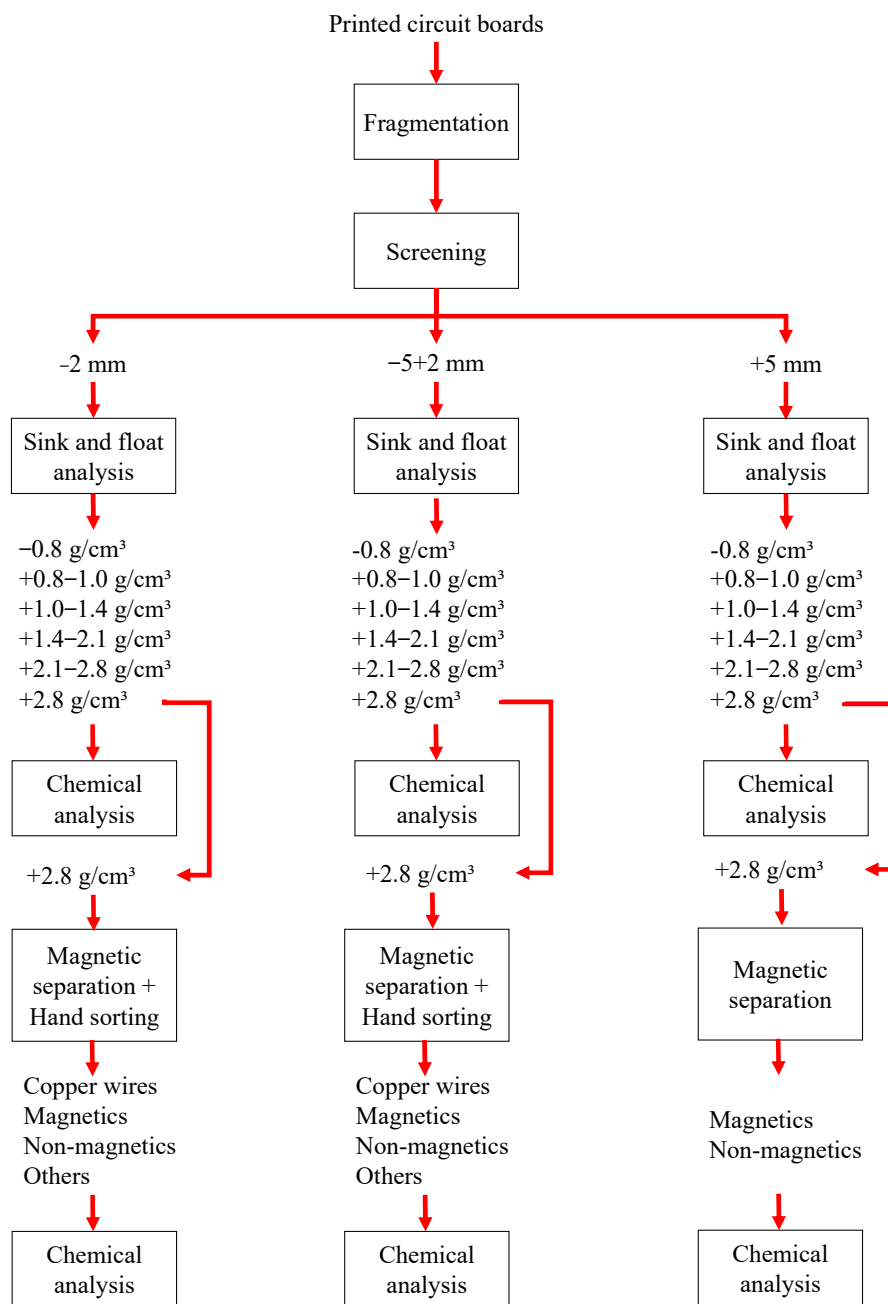 Printed circuit boards
Fragmentation
Screening
−2 mm
−5+2 mm
+5 mm
Sink and float
analysis
Sink and float
analysis
Sink and float
analysis
−0.8 g/cm³
+0.8−1.0 g/cm³
+1.0−1.4 g/cm³
+1.4−2.1 g/cm³
+2.1−2.8 g/cm³
+2.8 g/cm³
-0.8 g/cm³
+0.8−1.0 g/cm³
+1.0−1.4 g/cm³
+1.4−2.1 g/cm³
+2.1−2.8 g/cm³
+2.8 g/cm³
-0.8 g/cm³
+0.8−1.0 g/cm³
+1.0−1.4 g/cm³
+1.4−2.1 g/cm³
+2.1−2.8 g/cm³
+2.8 g/cm³
Chemical
analysis
Chemical
analysis
Chemical
analysis
+2.8 g/cm³
+2.8 g/cm³
+2.8 g/cm³
Magnetic
separation +
Hand sorting
Magnetic
separation +
Hand sorting
Magnetic
separation
Copper wires
Magnetics
Non-magnetics
Others
Copper wires
Magnetics
Non-magnetics
Others
Magnetics
Non-magnetics
Chemical
analysis
Chemical
analysis
Chemical
analysis